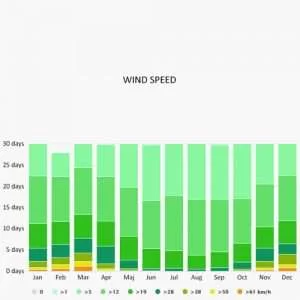 WIND SPEED
30 days
25 days
20 days
15 days
10 days
5 days
0 days
Jan Feb Mar Apr May Jun Jul Aug Sep Oct Nov Dec
0 >1 >5 >12 >19 >28 >38 >50 >61 km/h